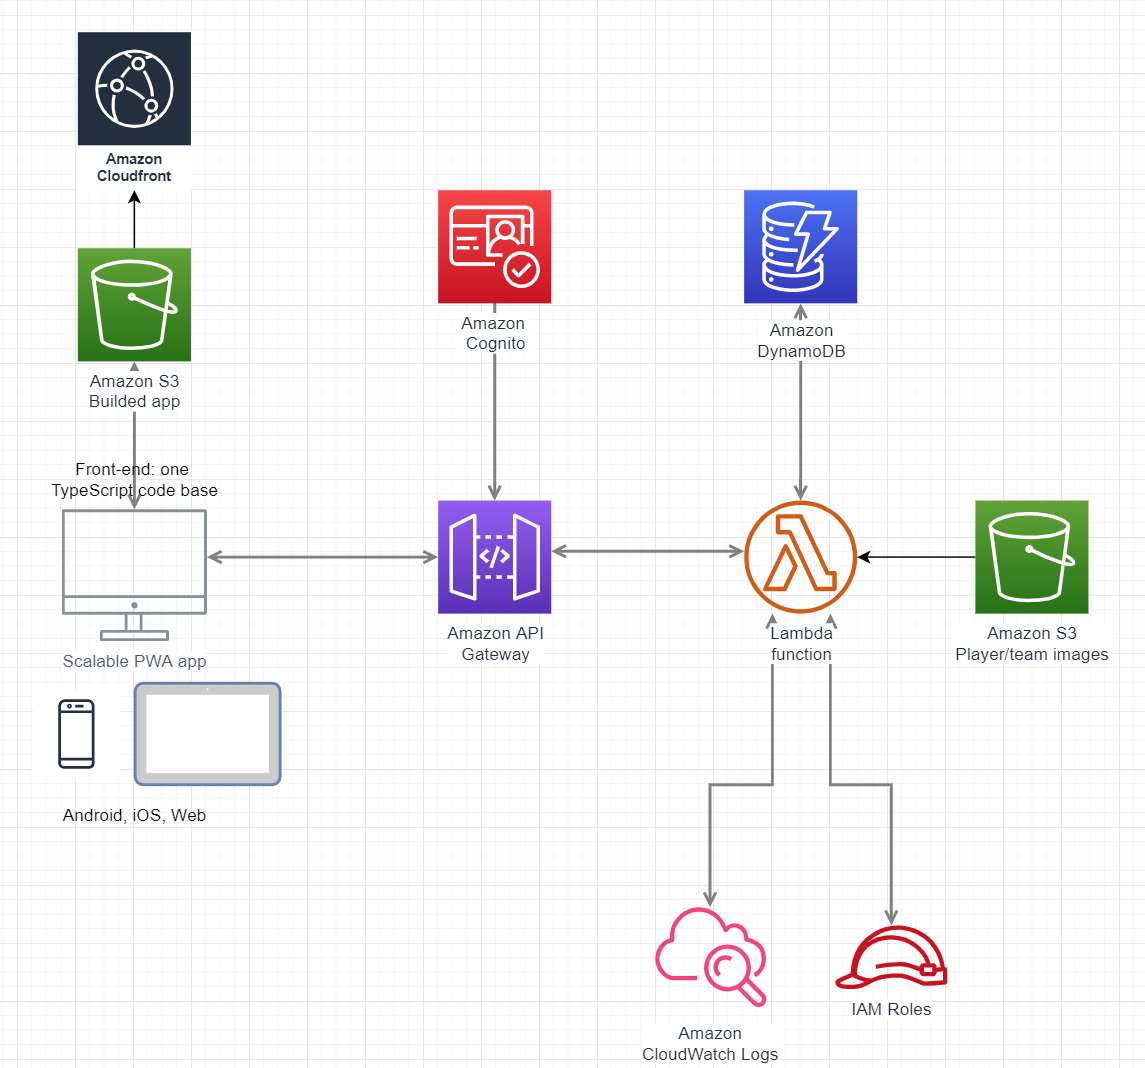 Amazon
Cloudfront
Amazon S3
Builded app
Front-end: one
TypeScript code base
Scalable PWA app
Android, iOS, Web
Amazon
Cognito
Amazon API
Gateway
</>
Amazon
DynamoDB
Lambda
function
Amazon S3
Player/team images
Amazon
CloudWatch Logs
IAM Roles